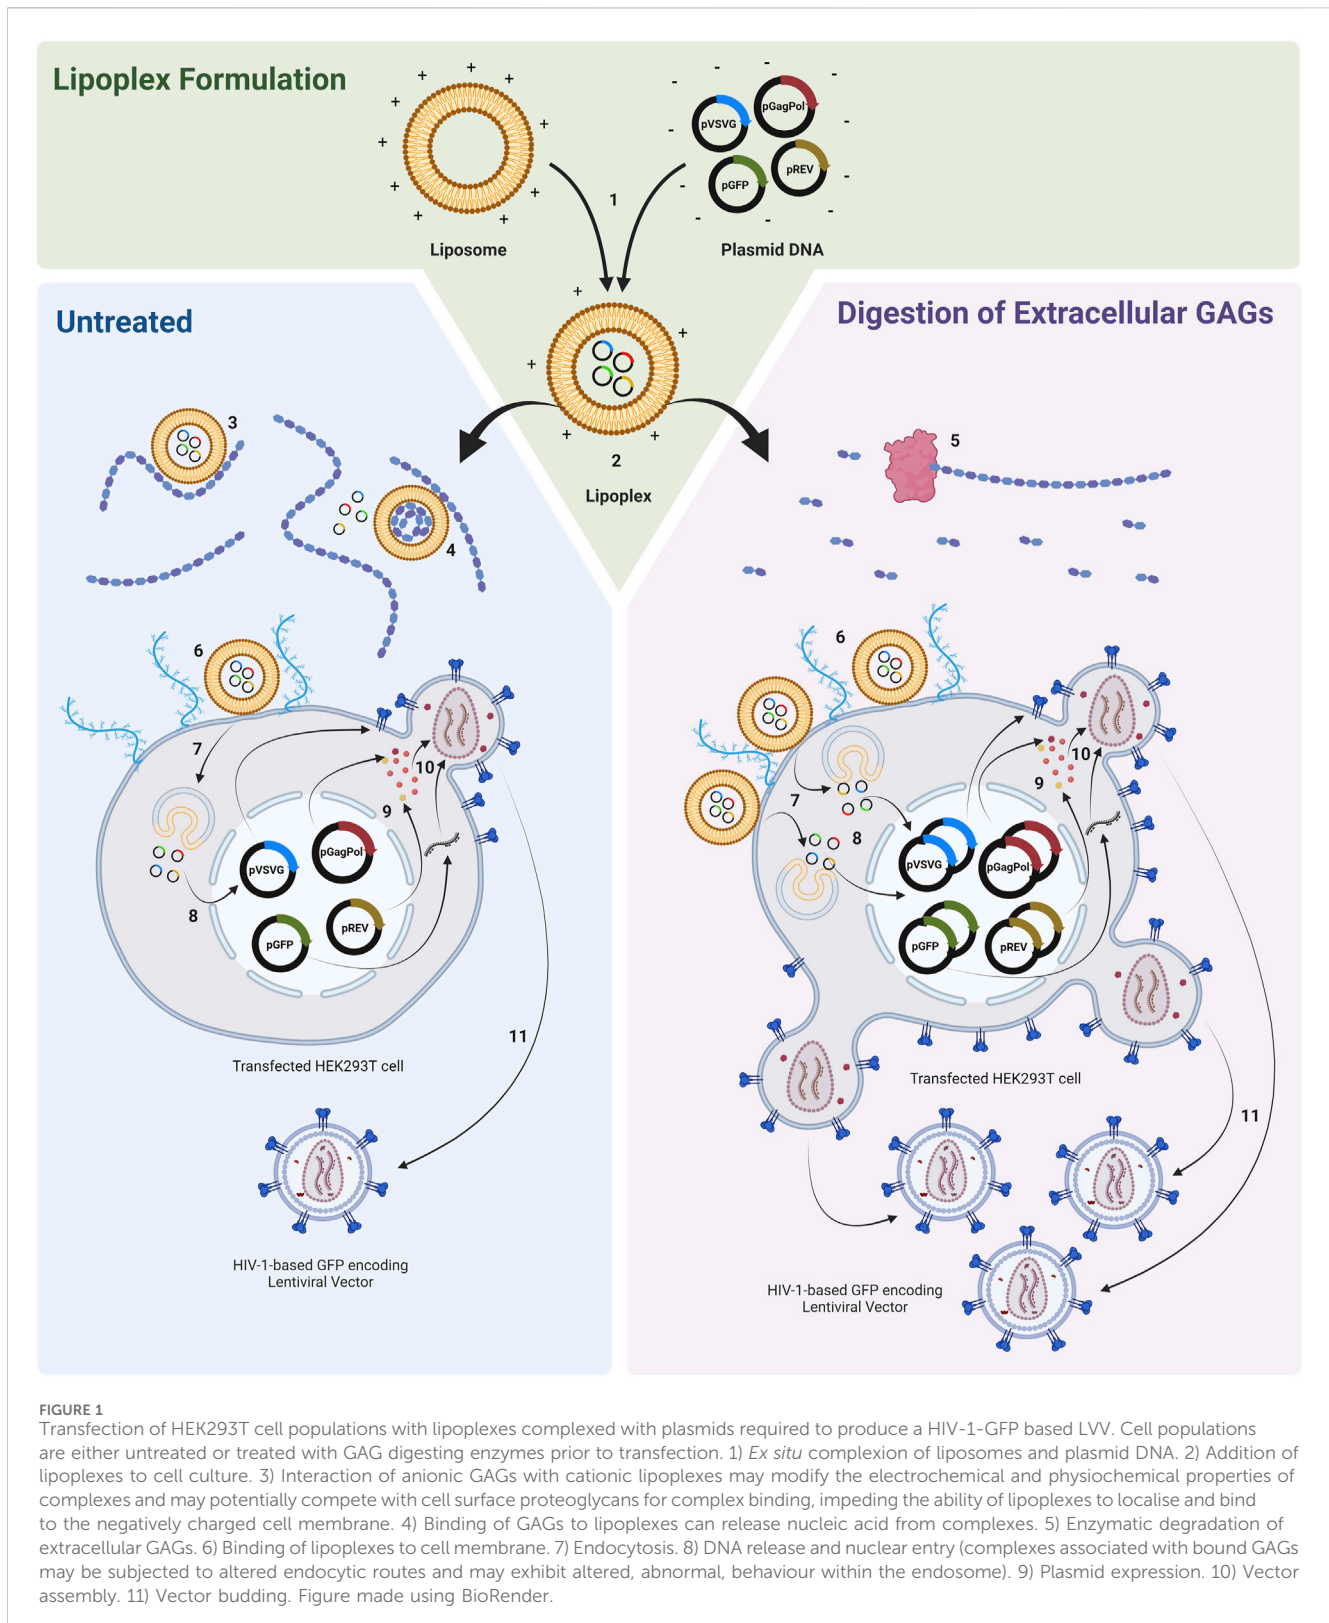 Lipoplex Formulation
+ + + + + + + + + + +
- - - - - - - - - - -
pVSVG
pGagPol
pGFP
pREV
1
Liposome
Plasmid DNA
+ + + + +
2
Lipoplex
Untreated
3
4
6
7
8
9
10
pVSVG
pGagPol
pGFP
pREV
Transfected HEK293T cell
11
HIV-1-based GFP encoding
Lentiviral Vector
Digestion of Extracellular GAGs
5
6
7
8
9
10
pVSVG
pGagPol
pGFP
pREV
Transfected HEK293T cell
11
HIV-1-based GFP encoding
Lentiviral Vector
FIGURE 1
Transfection of HEK293T cell populations with lipoplexes complexed with plasmids required to produce a HIV-1-GFP based LVV. Cell populations
are either untreated or treated with GAG digesting enzymes prior to transfection. 1) Ex situ complexion of liposomes and plasmid DNA. 2) Addition of
lipoplexes to cell culture. 3) Interaction of anionic GAGs with cationic lipoplexes may modify the electrochemical and physiochemical properties of
complexes and may potentially compete with cell surface proteoglycans for complex binding, impeding the ability of lipoplexes to localise and bind
to the negatively charged cell membrane. 4) Binding of GAGs to lipoplexes can release nucleic acid from complexes. 5) Enzymatic degradation of
extracellular GAGs. 6) Binding of lipoplexes to cell membrane. 7) Endocytosis. 8) DNA release and nuclear entry (complexes associated with bound GAGs
may be subjected to altered endocytic routes and may exhibit altered, abnormal, behaviour within the endosome). 9) Plasmid expression. 10) Vector
assembly. 11) Vector budding. Figure made using BioRender.